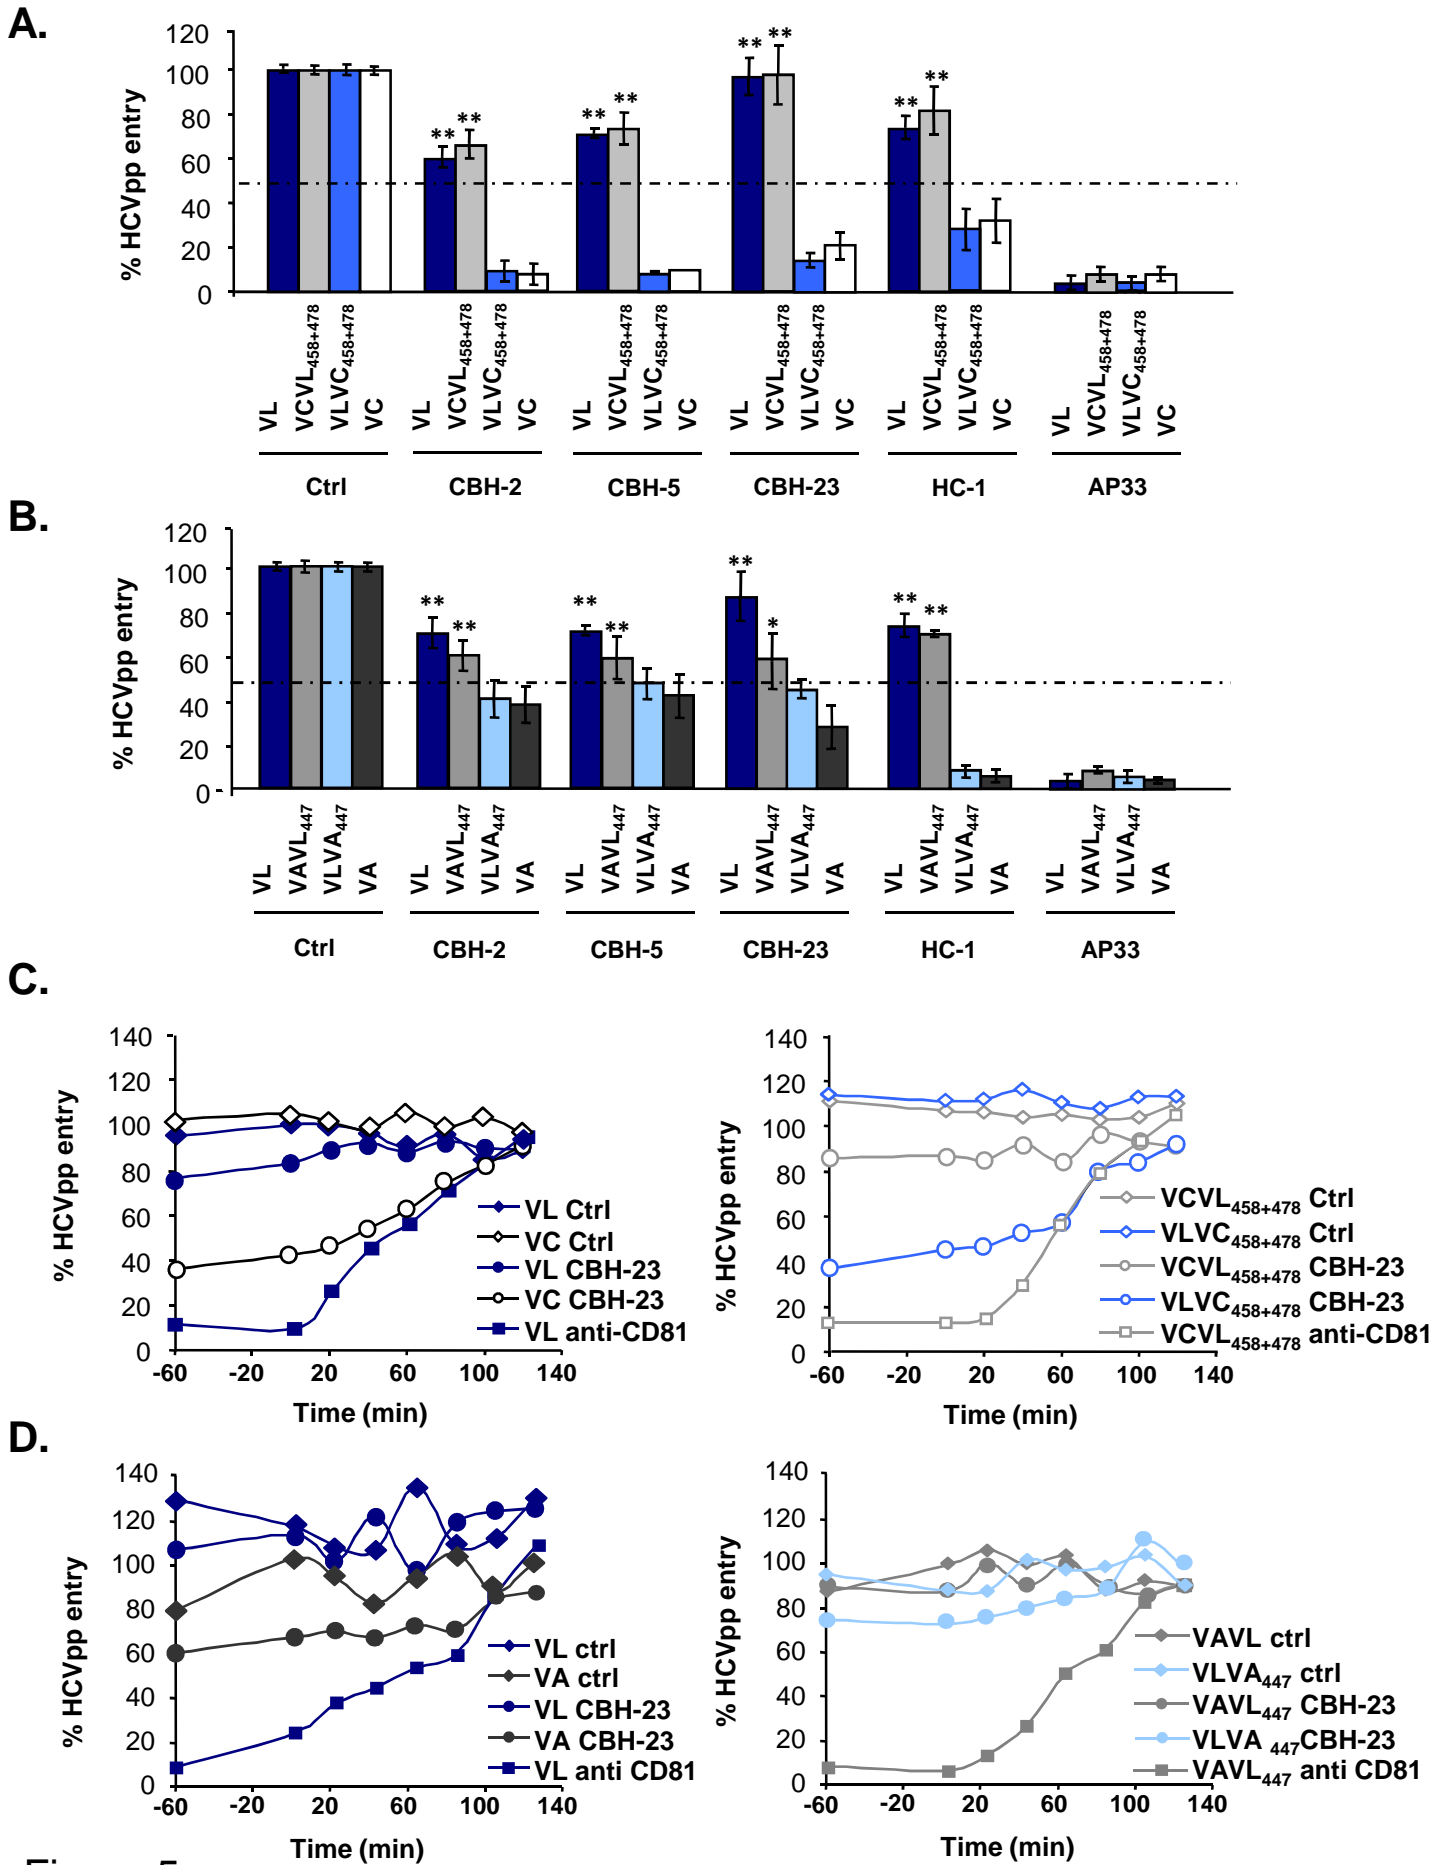 A.
120
100
80
60
40
20
0
% HCVpp entry
** ** ** ** ** ** ** **
VL VCVL458+478 VLVC458+478 VC VL VCVL458+478 VLVC458+478 VC VL VCVL458+478 VLVC458+478 VC VL VCVL458+478 VLVC458+478 VC VL VCVL458+478 VLVC458+478 VC VL VCVL458+478 VLVC458+478 VC
Ctrl CBH-2 CBH-5 CBH-23 HC-1 AP33
B.
120
100
80
60
40
20
0
% HCVpp entry
** ** ** ** ** * ** **
VL VAVL447 VLVA447 VA VL VAVL447 VLVA447 VA VL VAVL447 VLVA447 VA VL VAVL447 VLVA447 VA VL VAVL447 VLVA447 VA VL VAVL447 VLVA447 VA
Ctrl CBH-2 CBH-5 CBH-23 HC-1 AP33
C.
140
120
100
80
60
40
20
0
% HCVpp entry
-60 -20 20 60 100 140
Time (min)
VL Ctrl
VC Ctrl
VL CBH-23
VC CBH-23
VL anti-CD81
140
120
100
80
60
40
20
0
% HCVpp entry
-60 -20 20 60 100 140
Time (min)
VCVL458+478 Ctrl
VLVC458+478 Ctrl
VCVL458+478 CBH-23
VLVC458+478 CBH-23
VCVL458+478 anti-CD81
D.
140
120
100
80
60
40
20
0
% HCVpp entry
-60 -20 20 60 100 140
Time (min)
VL ctrl
VA ctrl
VL CBH-23
VA CBH-23
VL anti CD81
140
120
100
80
60
40
20
0
% HCVpp entry
-60 -20 20 60 100 140
Time (min)
VAVL ctrl
VLVA447 ctrl
VAVL447 CBH-23
VLVA 447CBH-23
VAVL447 anti CD81